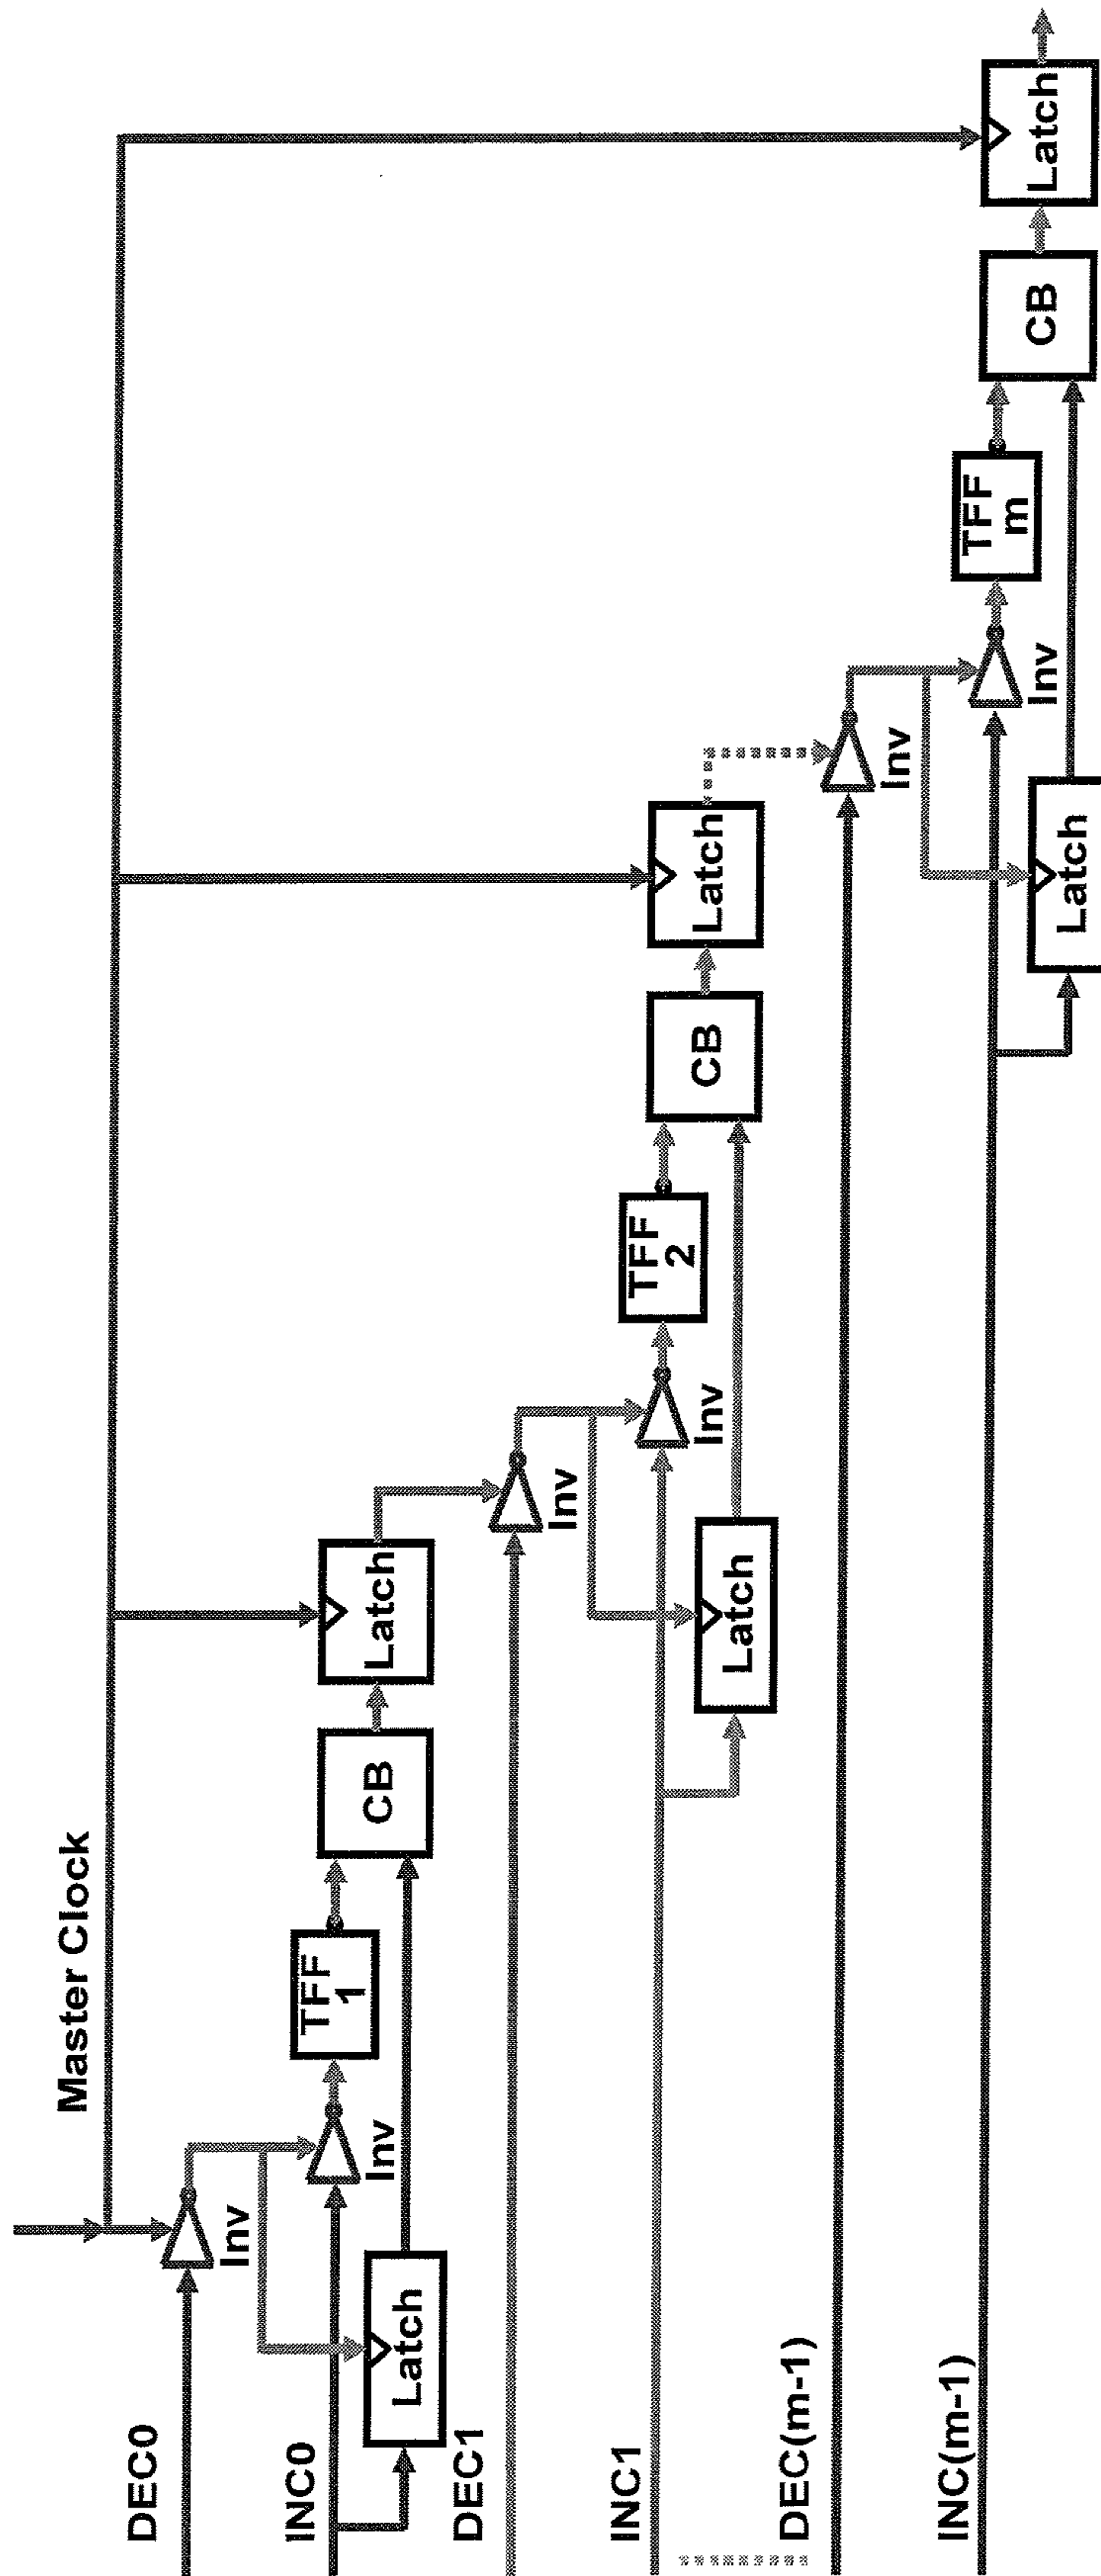 Master Clock
DEC0
Inv
INC0
Inv
Latch
TFF
1
CB
Latch
DEC1
Inv
INC1
Inv
Latch
TFF
2
CB
Latch
DEC(m-1)
Inv
INC(m-1)
Inv
Latch
TFF
m
CB
Latch